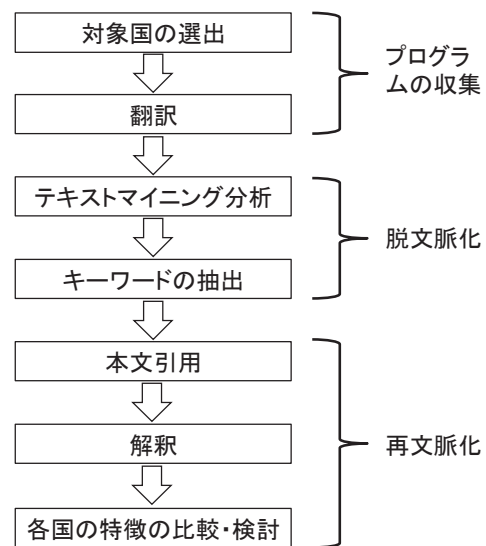 対象国の選出
プログラ
ムの収集
翻訳
テキストマイニング分析
脱文脈化
キーワードの抽出
本文引用
解釈
再文脈化
各国の特徴の比較・検討